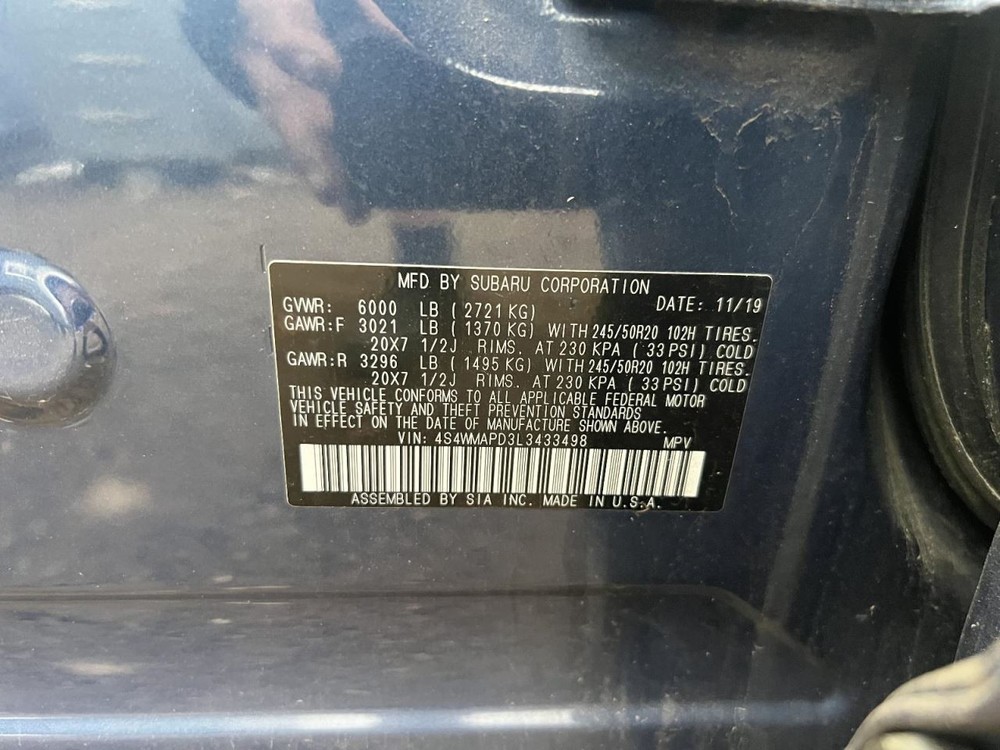 MFD BY SUBARU CORPORATION
GVWR: 6000 LB ( 2721 KG) DATE: 11/19
GAWR:F 3021 LB ( 1370 KG) WITH 245/50R20 102H TIRES.
20X7 1/2J RIMS. AT 230 KPA ( 33 PSI) COLD
GAWR:R 3296 LB ( 1495 KG) WITH 245/50R20 102H TIRES.
20X7 1/2J RIMS. AT 230 KPA ( 33 PSI) COLD
THIS VEHICLE CONFORMS TO ALL APPLICABLE FEDERAL MOTOR
VEHICLE SAFETY AND THEFT PREVENTION STANDARDS
IN EFFECT ON THE DATE OF MANUFACTURE SHOWN ABOVE.
VIN: 4S4WMAPD3L3433498 MPV
ASSEMBLED BY SIA INC. MADE IN U.S.A.